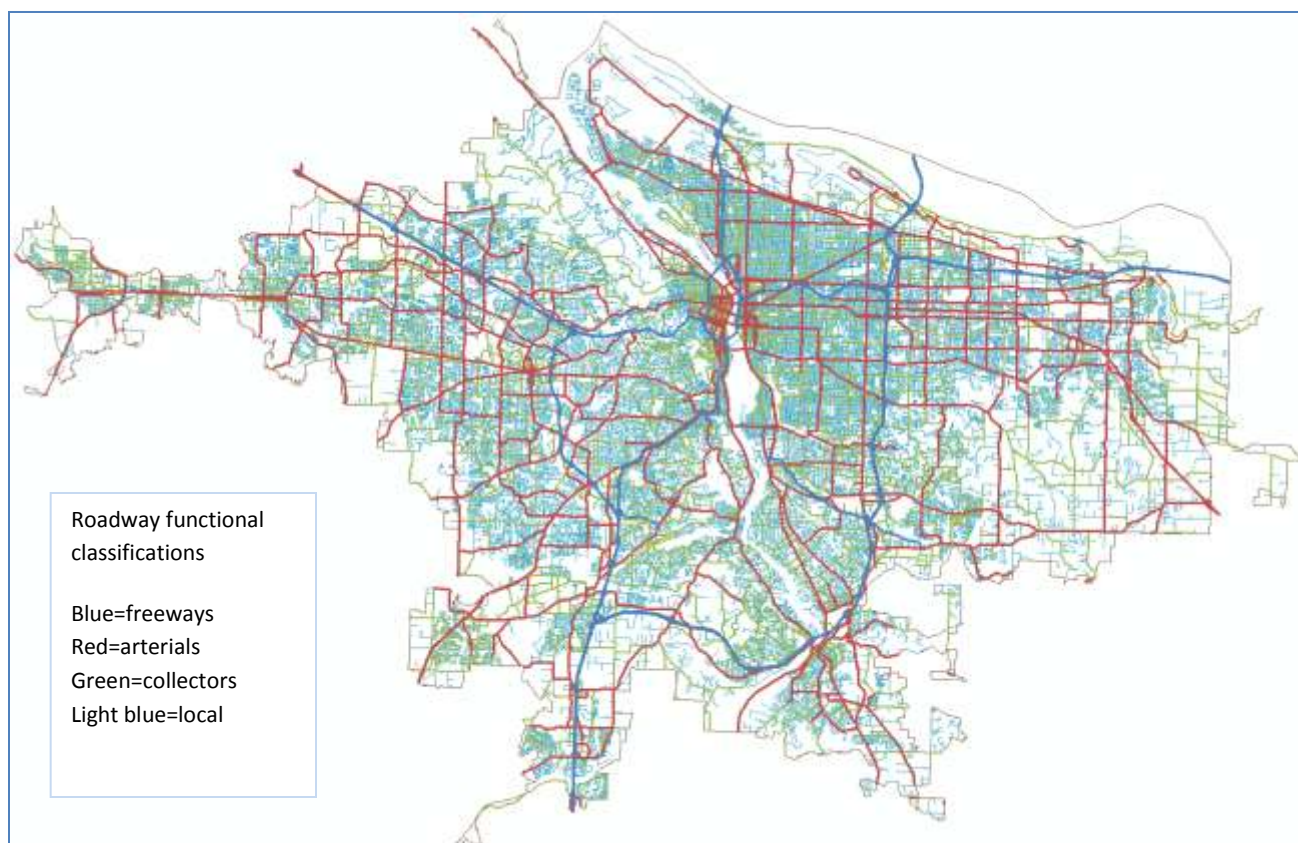 Roadway functional
classifications
Blue=freeways
Red=arterials
Green=collectors
Light blue=local